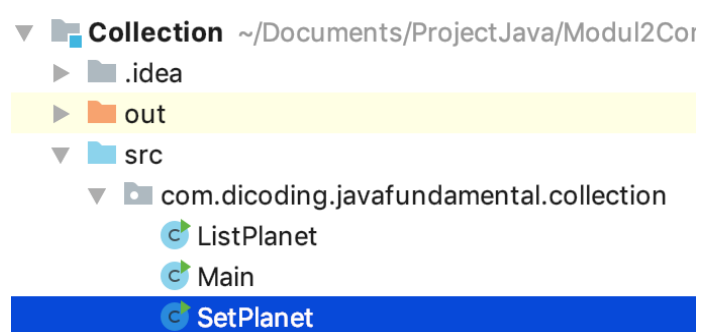 Collection ~/Documents/ProjectJava/Modul2Cor
.idea
out
src
com.dicoding.javafundamental.collection
C ListPlanet
C Main
C SetPlanet